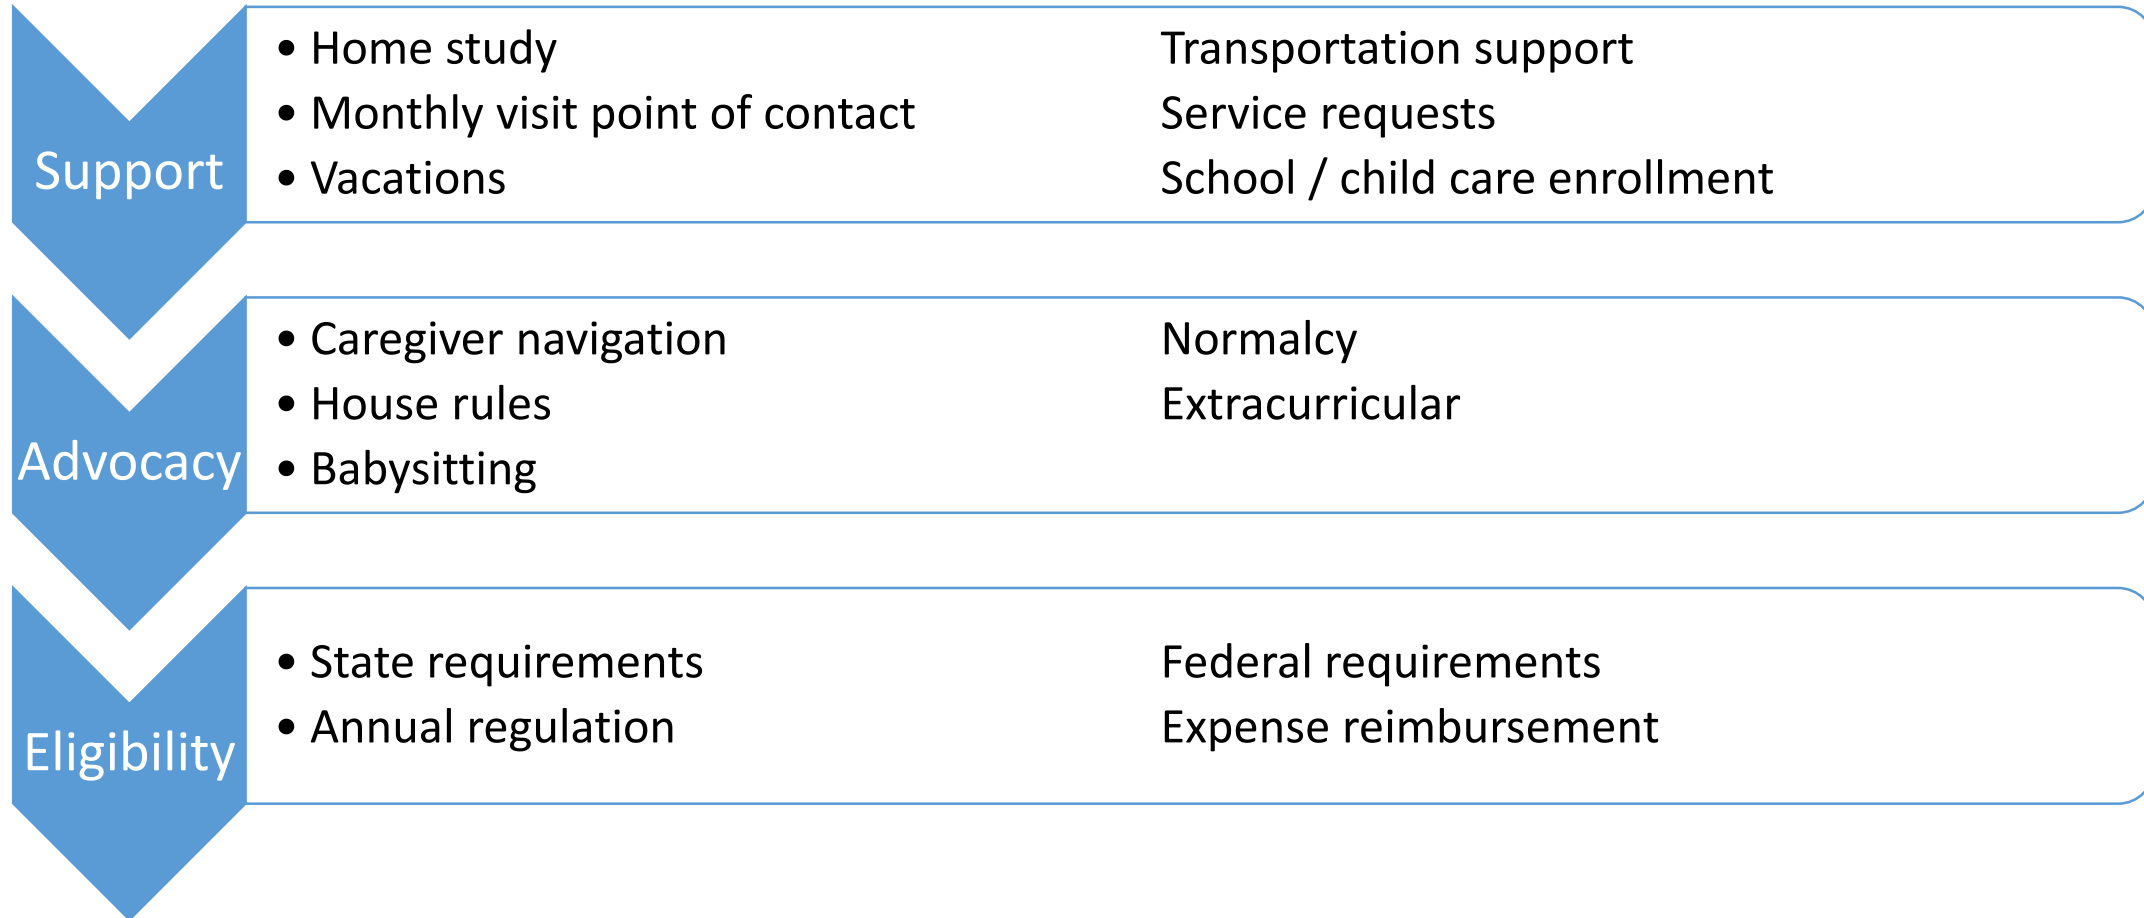 Support
• Home study Transportation support
• Monthly visit point of contact Service requests
• Vacations School / child care enrollment
Advocacy
• Caregiver navigation Normalcy
• House rules Extracurricular
• Babysitting
Eligibility
• State requirements Federal requirements
• Annual regulation Expense reimbursement